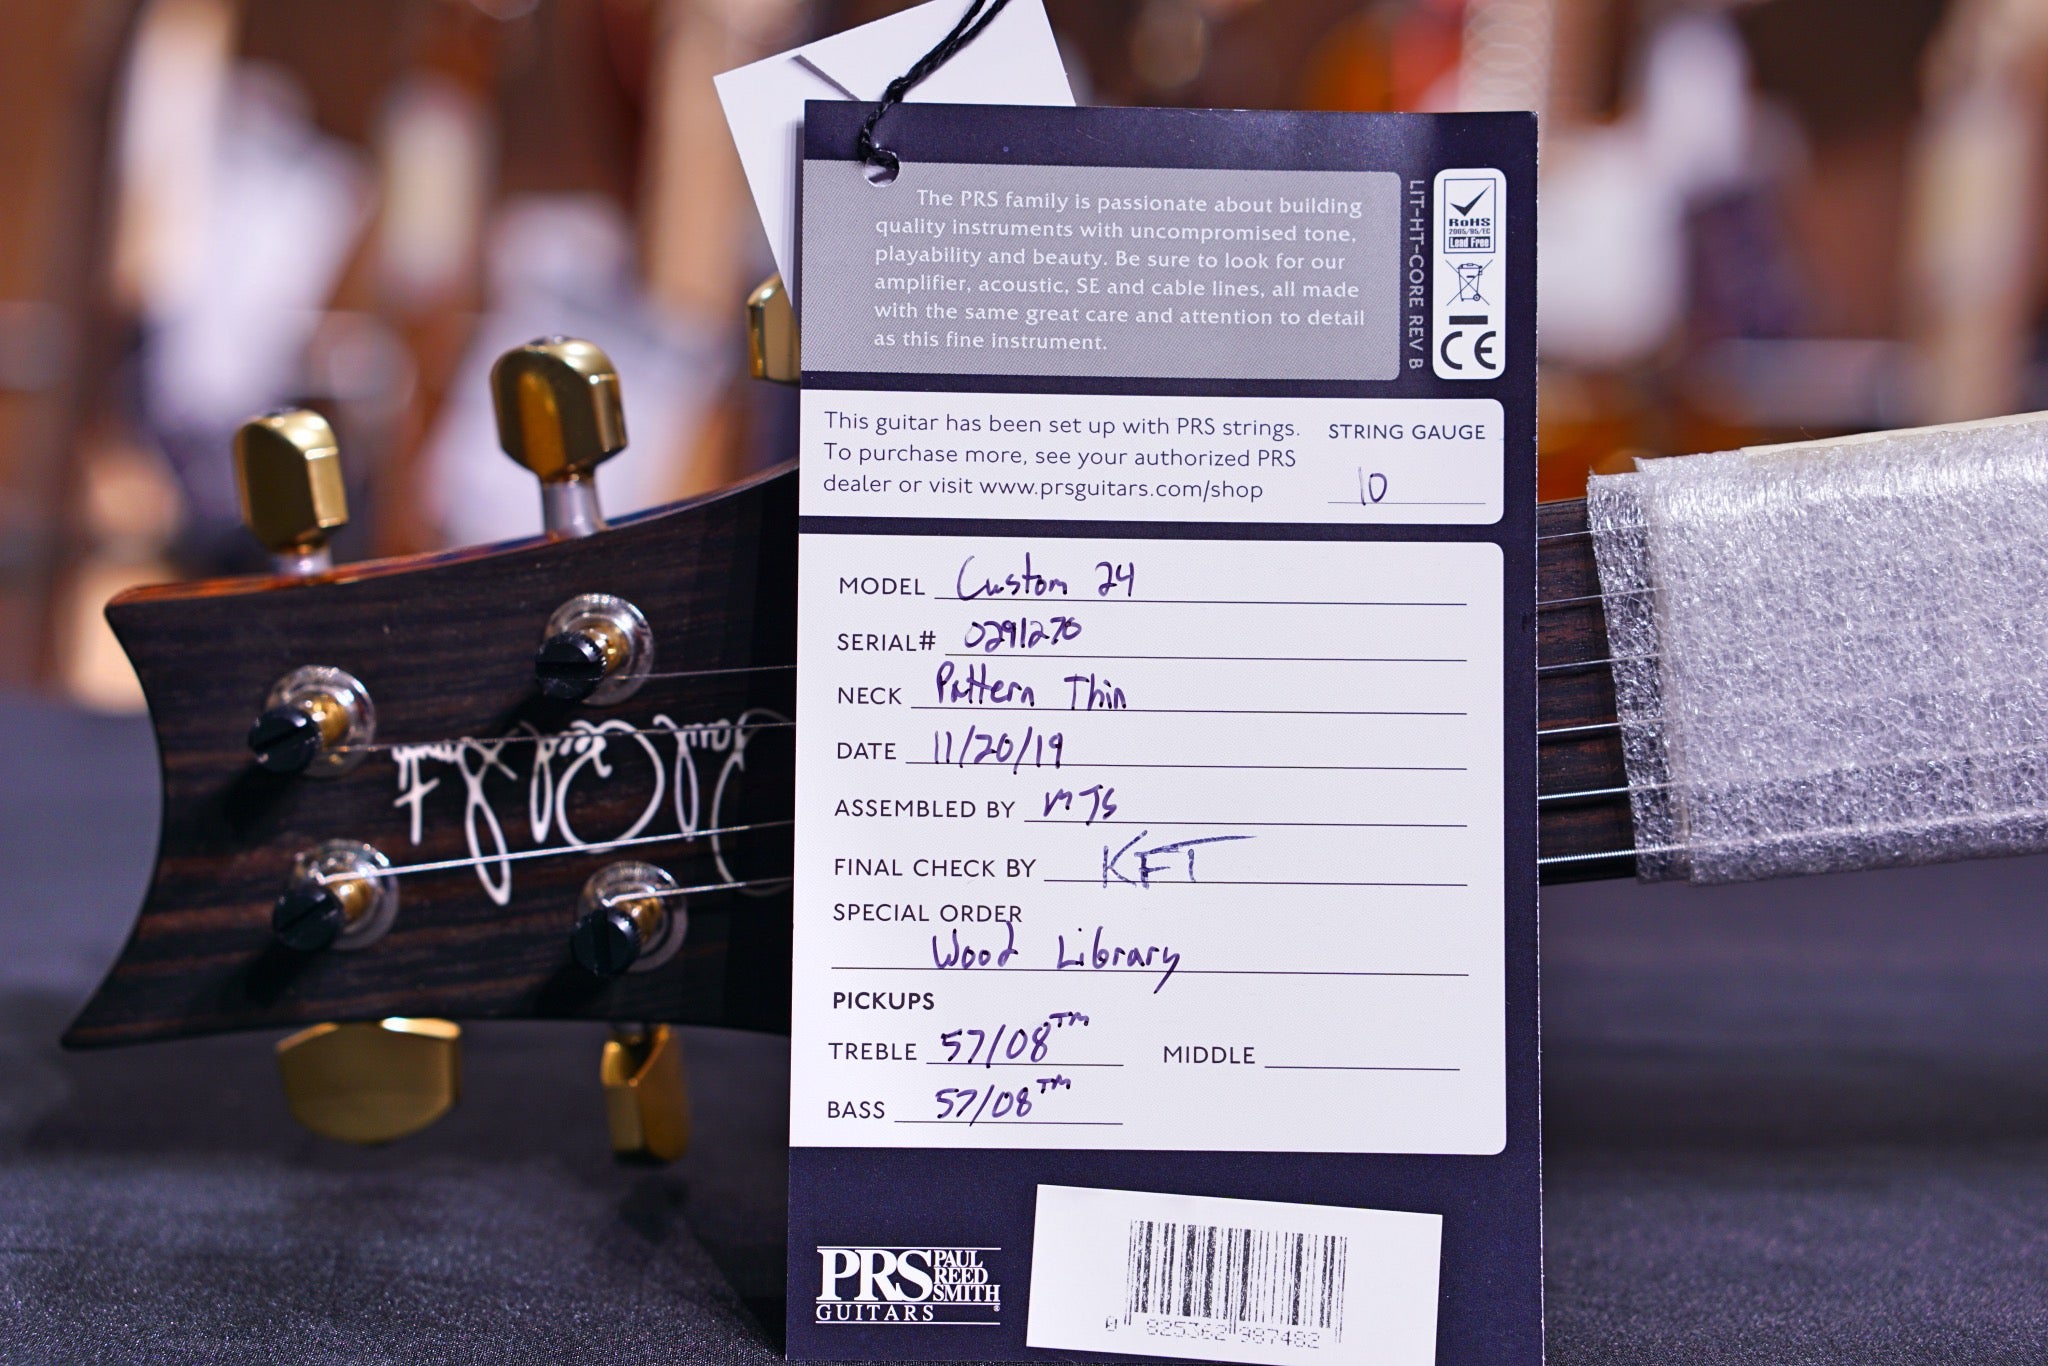 The PRS family is passionate about building
quality instruments with uncompromised tone,
playability and beauty. Be sure to look for our
amplifier, acoustic, SE and cable lines, all made
with the same great care and attention to detail
as this fine instrument.
LIT-HT-CORE REV B
RoHS
2005/95/EC
Lead Free
CE
This guitar has been set up with PRS strings.
To purchase more, see your authorized PRS
dealer or visit www.prsguitars.com/shop
STRING GAUGE
10
MODEL Custom 24
SERIAL# 0291270
NECK Pattern Thin
DATE 11/20/19
ASSEMBLED BY MJS
FINAL CHECK BY KFT
SPECIAL ORDER
Wood Library
PICKUPS
TREBLE 57/08™ MIDDLE
BASS 57/08™
PRS PAUL
REED
SMITH
GUITARS
0 825362 987482